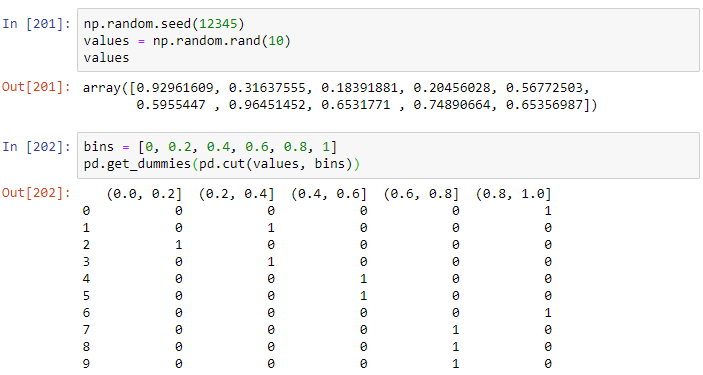 In [201]: np.random.seed(12345)
values = np.random.rand(10)
values
Out[201]: array([0.92961609, 0.31637555, 0.18391881, 0.20456028, 0.56772503,
0.5955447 , 0.96451452, 0.6531771 , 0.74890664, 0.65356987])
In [202]: bins = [0, 0.2, 0.4, 0.6, 0.8, 1]
pd.get_dummies(pd.cut(values, bins))
Out[202]: (0.0, 0.2] (0.2, 0.4] (0.4, 0.6] (0.6, 0.8] (0.8, 1.0]
0 0 0 0 0 1
1 0 1 0 0 0
2 1 0 0 0 0
3 0 1 0 0 0
4 0 0 1 0 0
5 0 0 1 0 0
6 0 0 0 0 1
7 0 0 0 1 0
8 0 0 0 1 0
9 0 0 0 1 0